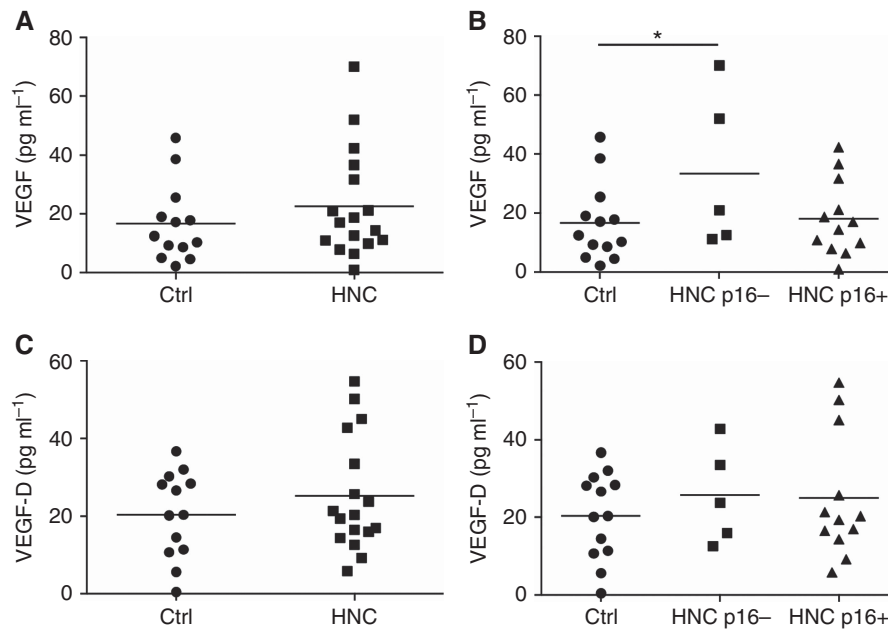 A
VEGF (pg ml⁻¹)
80
60
40
20
0
Ctrl
HNC
B
VEGF (pg ml⁻¹)
80
60
40
20
0
*
Ctrl
HNC p16–
HNC p16+
C
VEGF-D (pg ml⁻¹)
60
40
20
0
Ctrl
HNC
D
VEGF-D (pg ml⁻¹)
60
40
20
0
Ctrl
HNC p16–
HNC p16+